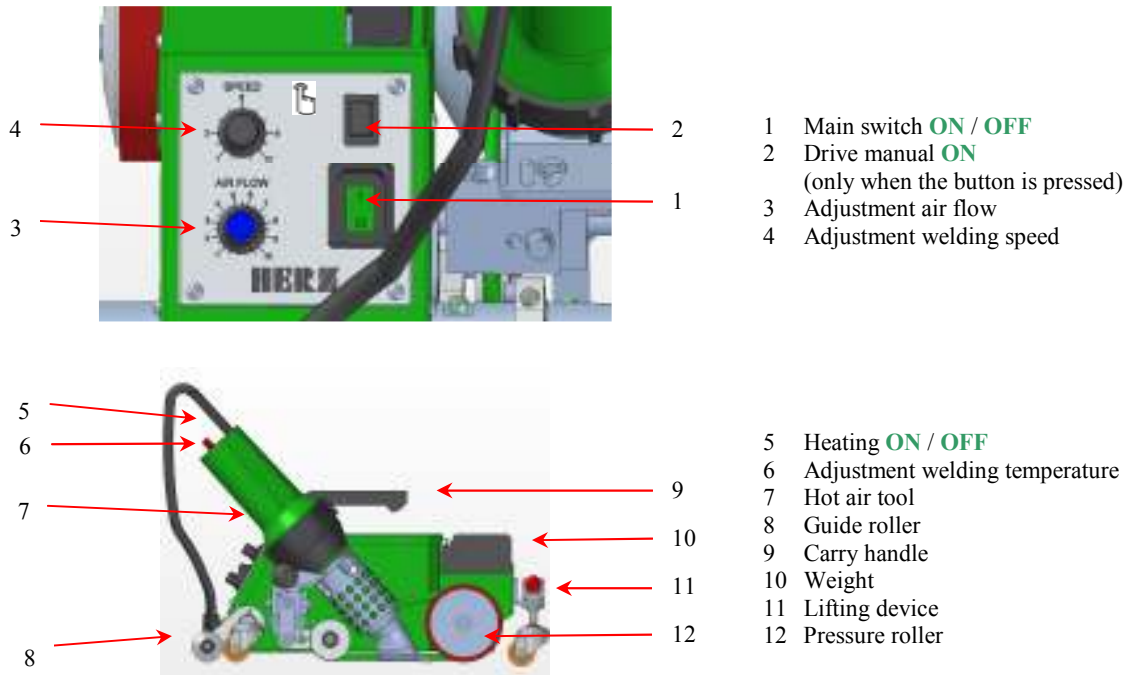 SPEED
AIR FLOW
HERZ
4
3
2
1
1 Main switch ON / OFF
2 Drive manual ON
(only when the button is pressed)
3 Adjustment air flow
4 Adjustment welding speed
5
6
7
8
9
10
11
12
5 Heating ON / OFF
6 Adjustment welding temperature
7 Hot air tool
8 Guide roller
9 Carry handle
10 Weight
11 Lifting device
12 Pressure roller